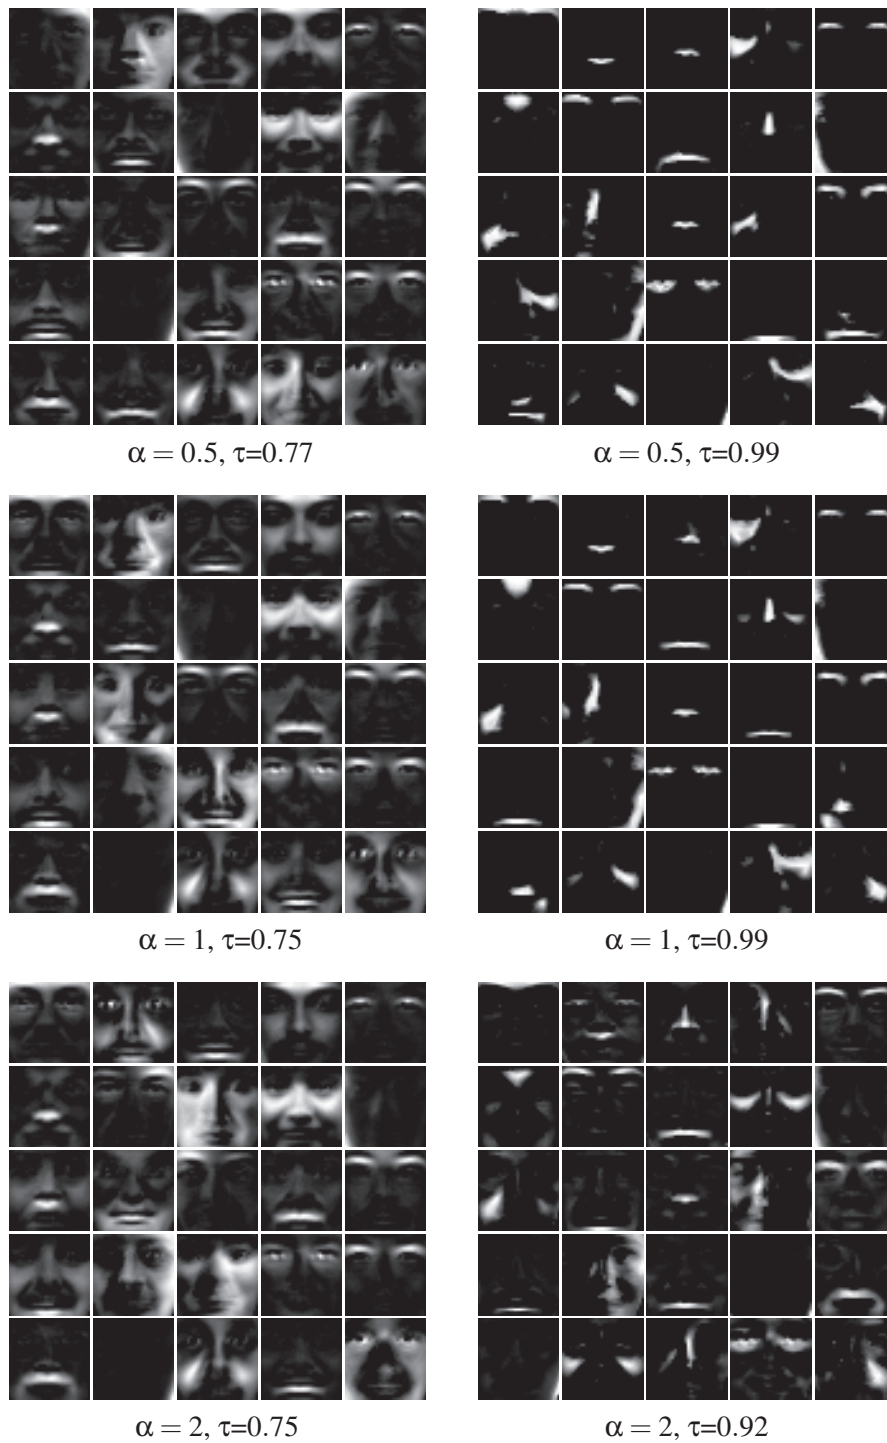 α = 0.5, τ=0.77
α = 0.5, τ=0.99
α = 1, τ=0.75
α = 1, τ=0.99
α = 2, τ=0.75
α = 2, τ=0.92